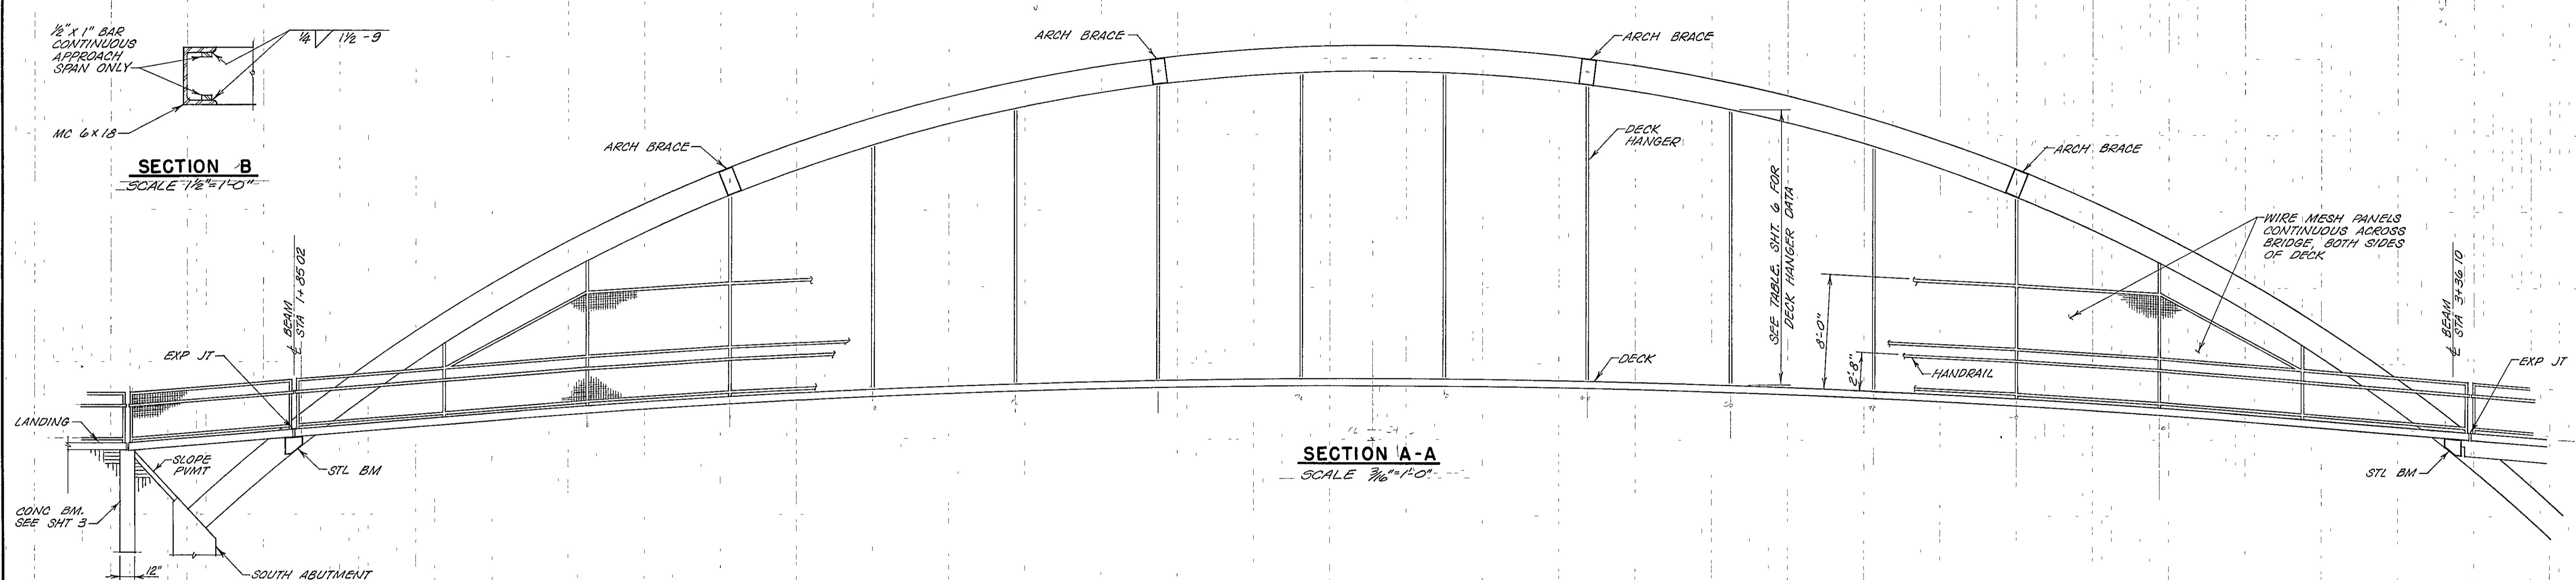 1/2" X 1" BAR
CONTINUOUS
APPROACH
SPAN ONLY
1/4 1 1/2 - 9
MC 6 X 18
SECTION B
SCALE 1 1/2" = 1'-0"
ARCH BRACE
ARCH BRACE
ARCH BRACE
ARCH BRACE
DECK
HANGER
SEE TABLE, SHT. 6 FOR
DECK HANGER DATA
WIRE MESH PANELS
CONTINUOUS ACROSS
BRIDGE, BOTH SIDES
OF DECK
℄ BEAM
STA 1+85 02
℄ BEAM
STA 3+36 10
EXP JT
8'-0"
2'-8"
DECK
HANDRAIL
EXP JT
LANDING
SLOPE
PVMT
STL BM
STL BM
SECTION A-A
SCALE 3/16" = 1'-0"
CONC BM.
SEE SHT 3
12"
SOUTH ABUTMENT